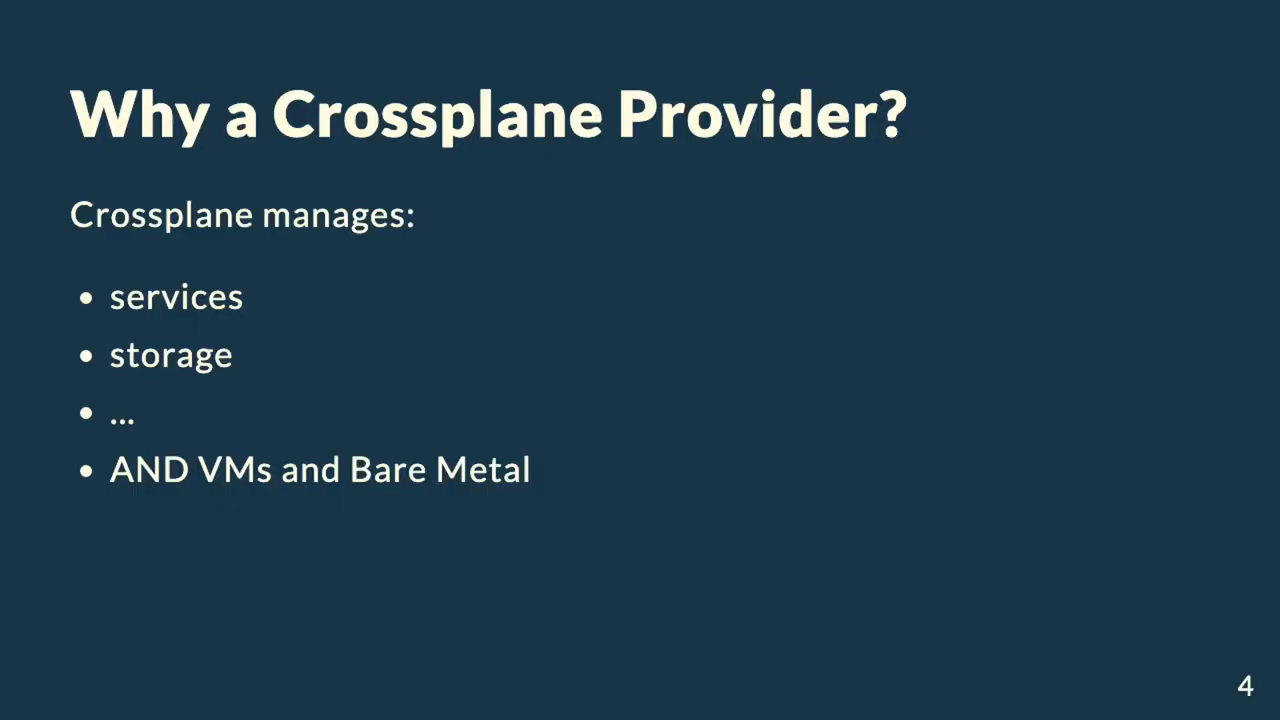 Why a Crossplane Provider?
Crossplane manages:
• services
• storage
• ...
• AND VMs and Bare Metal
4